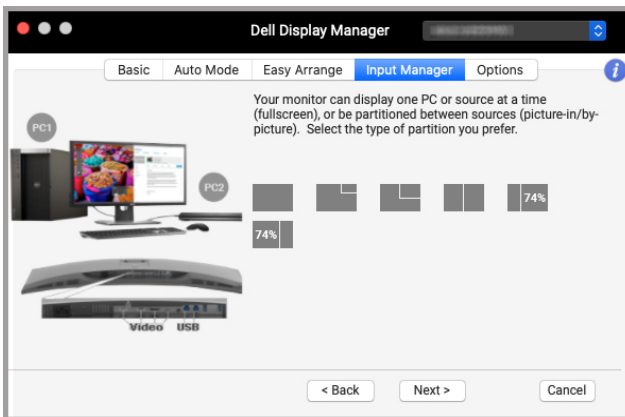 Dell Display Manager
Basic
Auto Mode
Easy Arrange
Input Manager
Options
i
Your monitor can display one PC or source at a time
(fullscreen), or be partitioned between sources (picture-in/by-
picture). Select the type of partition you prefer.
PC1
PC2
74%
74%
Video
USB
< Back
Next >
Cancel